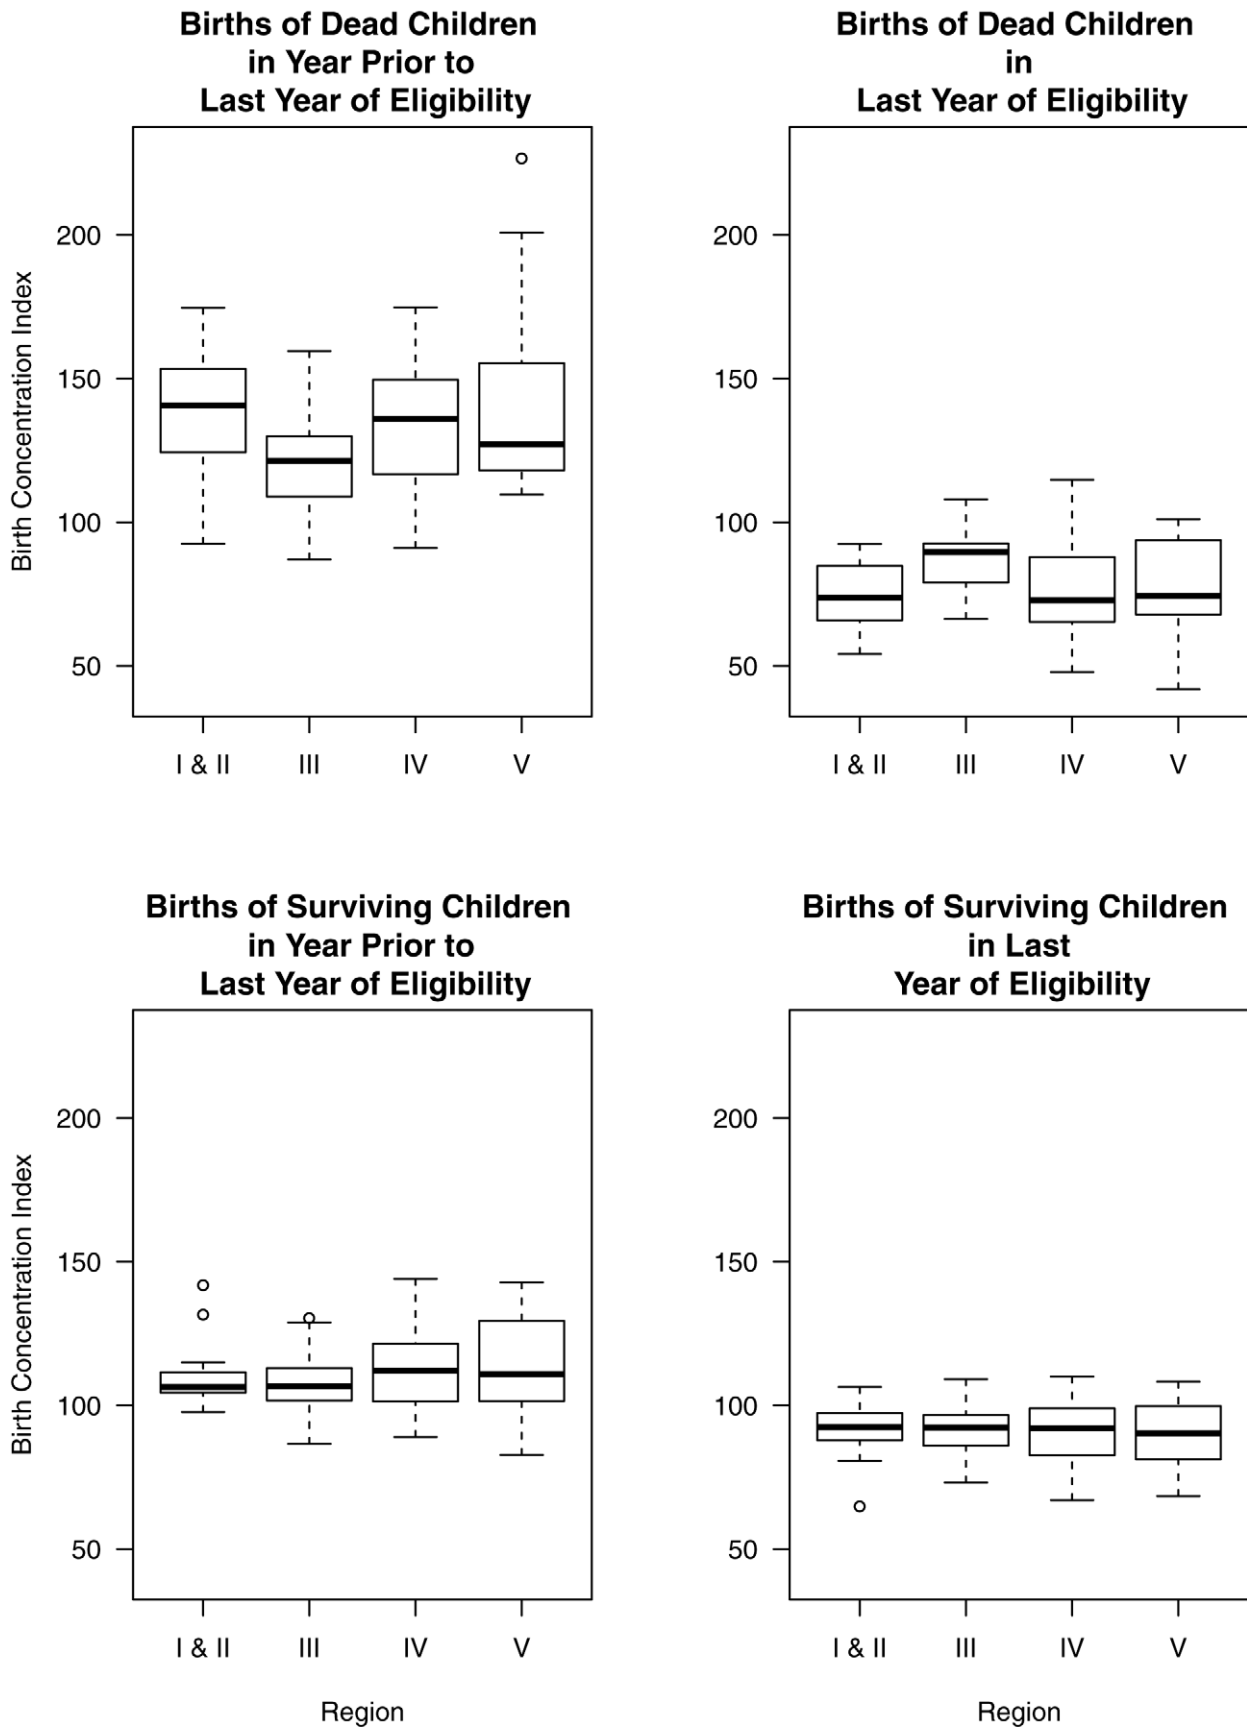 Births of Dead Children
in Year Prior to
Last Year of Eligibility
Birth Concentration Index
200
150
100
50
I & II
III
IV
V
Births of Dead Children
in
Last Year of Eligibility
200
150
100
50
I & II
III
IV
V
Births of Surviving Children
in Year Prior to
Last Year of Eligibility
Birth Concentration Index
200
150
100
50
I & II
III
IV
V
Region
Births of Surviving Children
in Last
Year of Eligibility
200
150
100
50
I & II
III
IV
V
Region